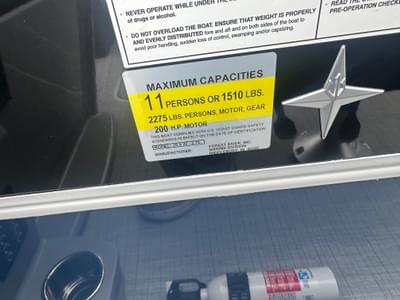 • NEVER OPERATE WHILE UNDER THE
of drugs or alcohol.
• DO NOT OVERLOAD THE BOAT. ENSURE THAT WEIGHT IS PROPERLY
AND EVENLY DISTRIBUTED fore and aft and on both sides of the boat to
avoid poor handling, sudden loss of control, swamping and/or capsizing.
• READ THE
PRE-OPERATION CHECK
MAXIMUM CAPACITIES
11 PERSONS OR 1510 LBS.
2275 LBS. PERSONS, MOTOR, GEAR
200 H.P. MOTOR
THIS BOAT COMPLIES WITH U.S. COAST GUARD SAFETY
STANDARDS IN EFFECT ON THE DATE OF CERTIFICATION
MANUFACTURER:
FOREST RIVER, INC.
MARINE DIVISION